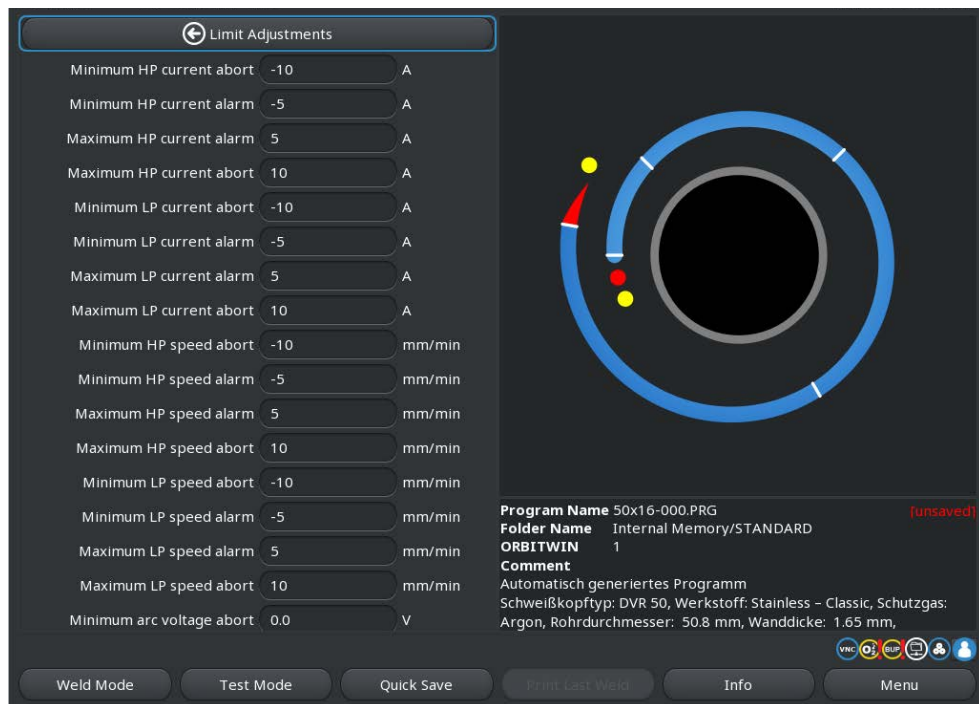 Limit Adjustments
Minimum HP current abort -10 A
Minimum HP current alarm -5 A
Maximum HP current alarm 5 A
Maximum HP current abort 10 A
Minimum LP current abort -10 A
Minimum LP current alarm -5 A
Maximum LP current alarm 5 A
Maximum LP current abort 10 A
Minimum HP speed abort -10 mm/min
Minimum HP speed alarm -5 mm/min
Maximum HP speed alarm 5 mm/min
Maximum HP speed abort 10 mm/min
Minimum LP speed abort -10 mm/min
Minimum LP speed alarm -5 mm/min
Maximum LP speed alarm 5 mm/min
Maximum LP speed abort 10 mm/min
Minimum arc voltage abort 0.0 V
Program Name 50x16-000.PRG [unsaved]
Folder Name Internal Memory/STANDARD
ORBITWIN 1
Comment
Automatisch generiertes Programm
Schweißkopftyp: DVR 50, Werkstoff: Stainless – Classic, Schutzgas:
Argon, Rohrdurchmesser: 50.8 mm, Wanddicke: 1.65 mm,
VNC BUP
Weld Mode Test Mode Quick Save Print Last Weld Info Menu